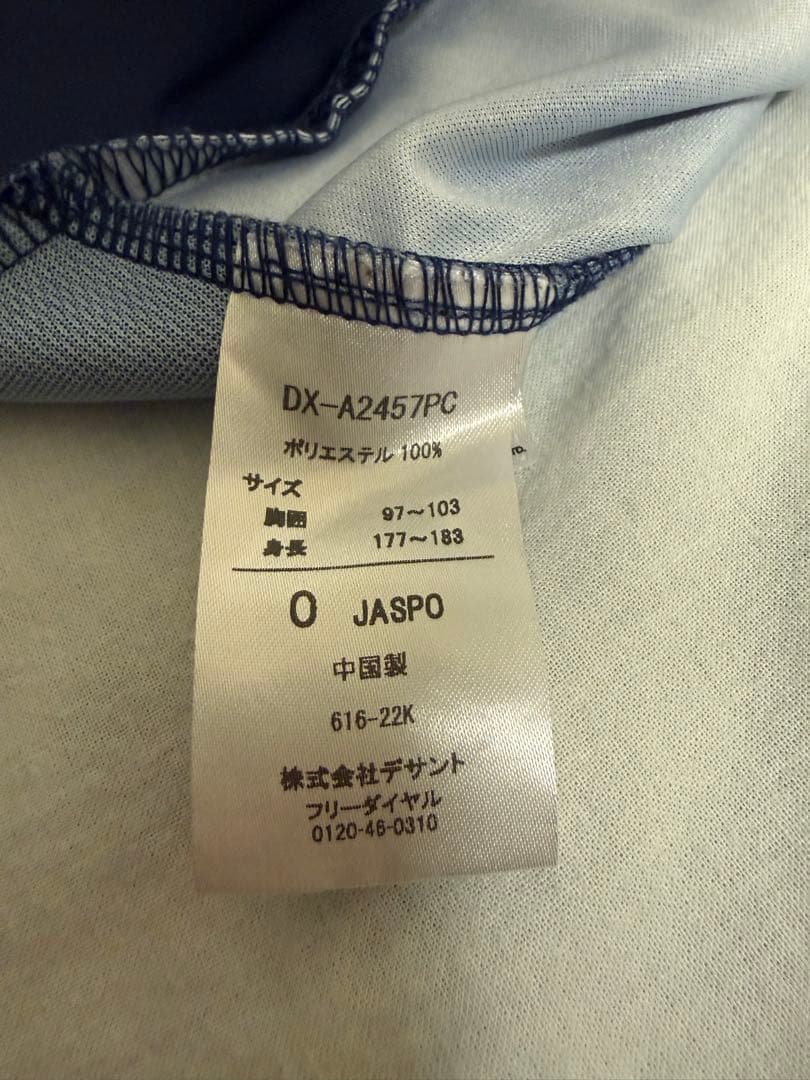 DX-A2457PC
ポリエステル 100%
サイズ
胸囲 97〜103
身長 177〜183
O JASPO
中国製
616-22K
株式会社デサント
フリーダイヤル
0120-46-0310